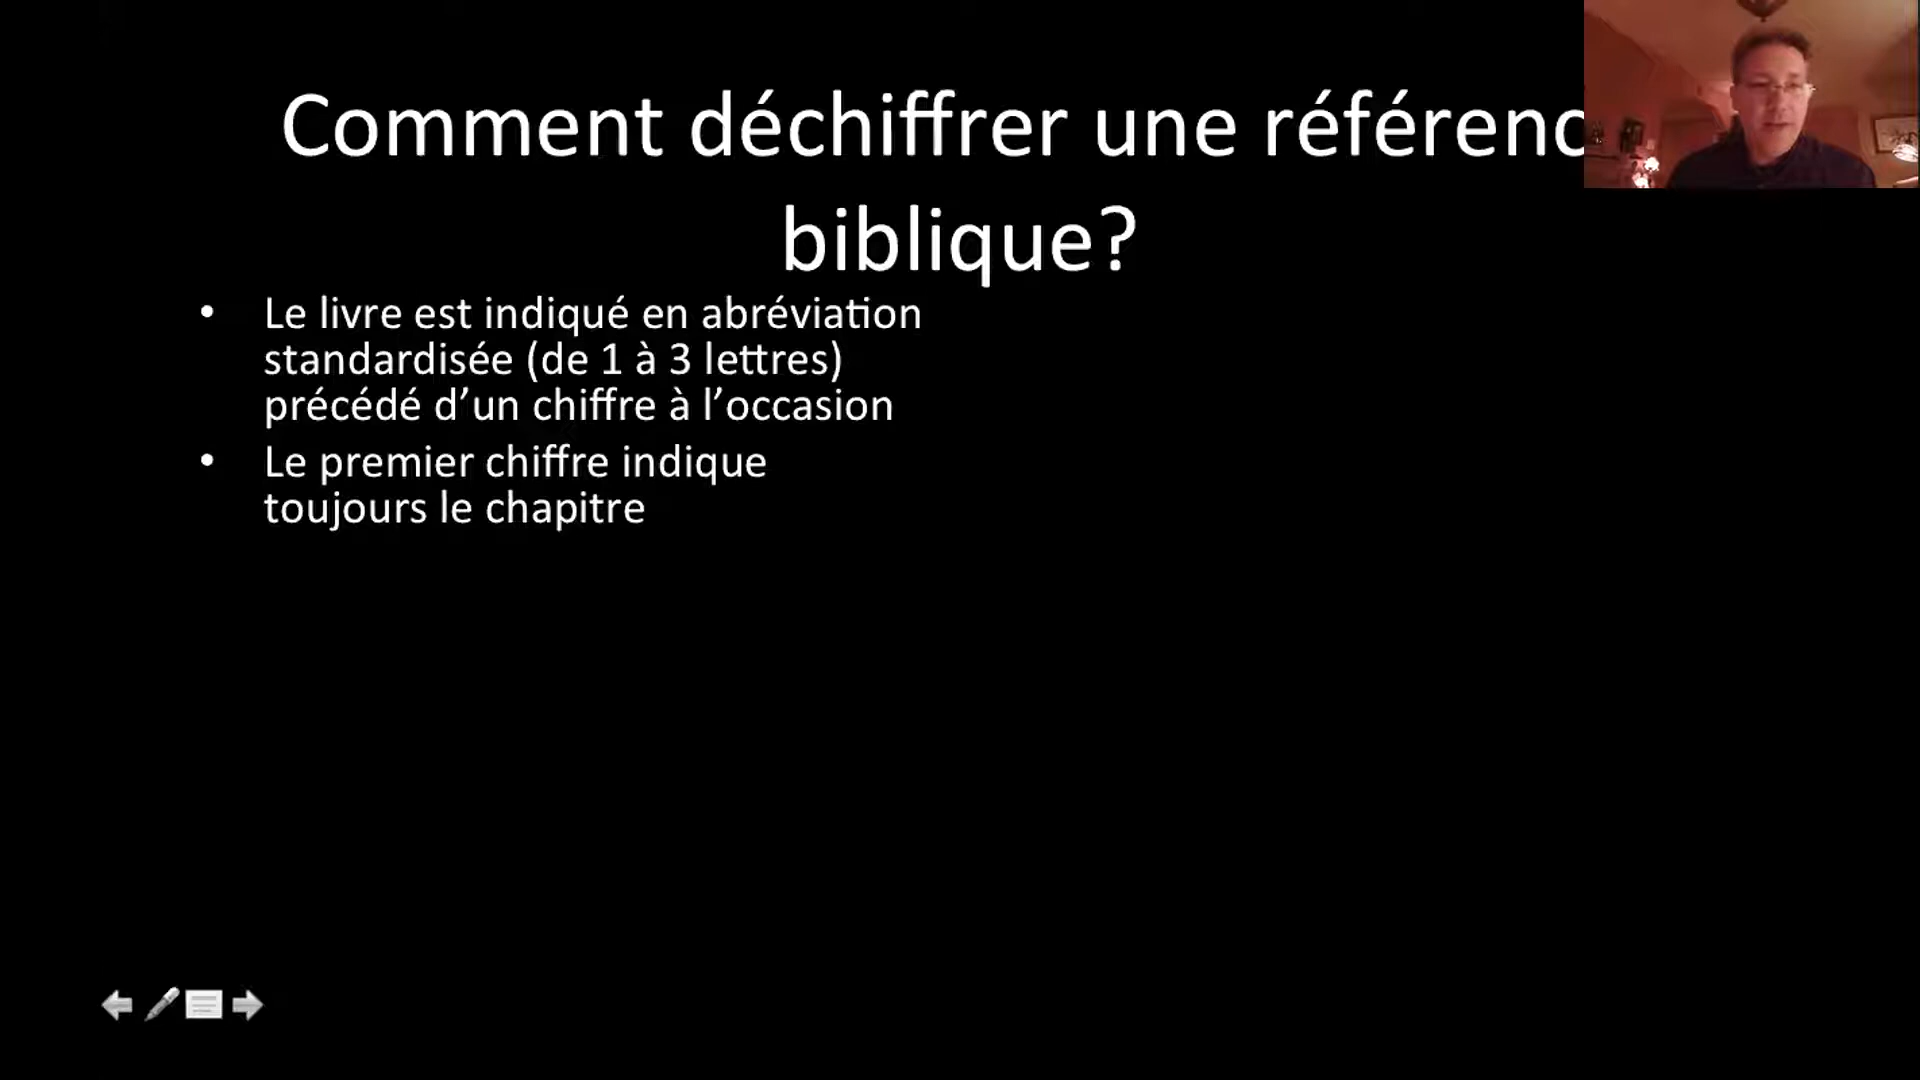 Comment déchiffrer une référenc
biblique?
• Le livre est indiqué en abréviation
standardisée (de 1 à 3 lettres)
précédé d’un chiffre à l’occasion
• Le premier chiffre indique
toujours le chapitre